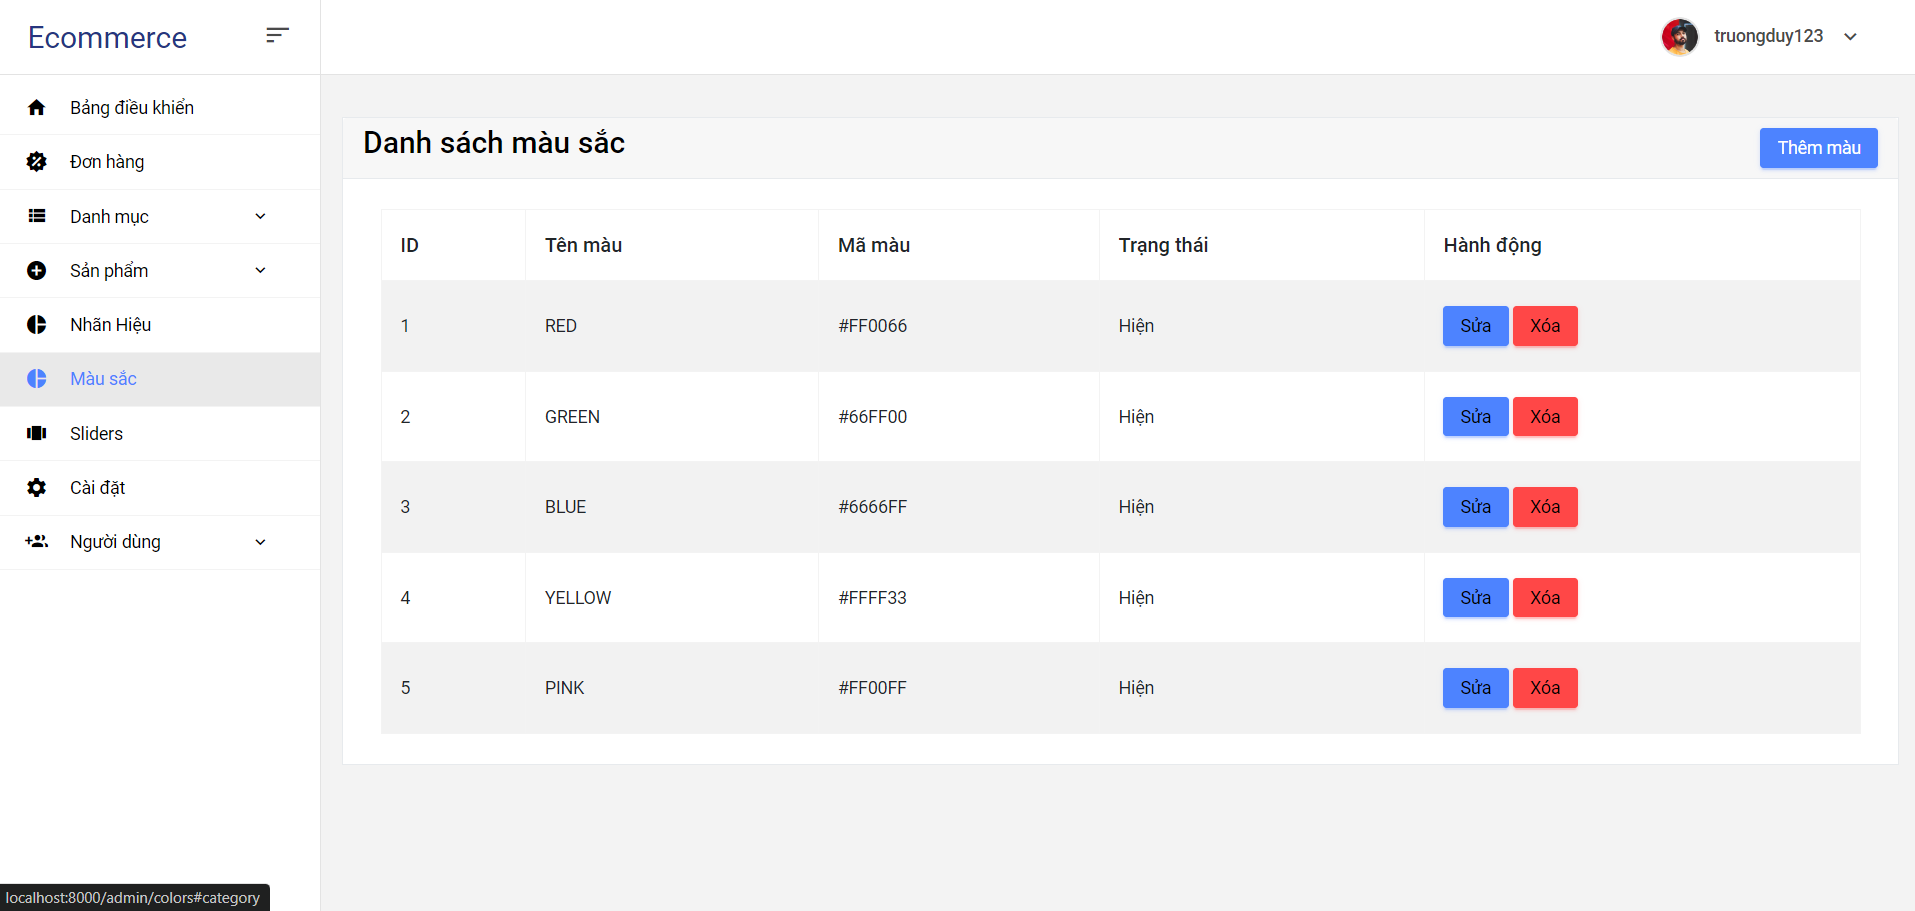 Ecommerce
truongduy123
Bảng điều khiển
Đơn hàng
Danh mục
Sản phẩm
Nhãn Hiệu
Màu sắc
Sliders
Cài đặt
Người dùng
Danh sách màu sắc
Thêm màu
ID Tên màu Mã màu Trạng thái Hành động
1 RED #FF0066 Hiện Sửa Xóa
2 GREEN #66FF00 Hiện Sửa Xóa
3 BLUE #6666FF Hiện Sửa Xóa
4 YELLOW #FFFF33 Hiện Sửa Xóa
5 PINK #FF00FF Hiện Sửa Xóa
localhost:8000/admin/colors#category